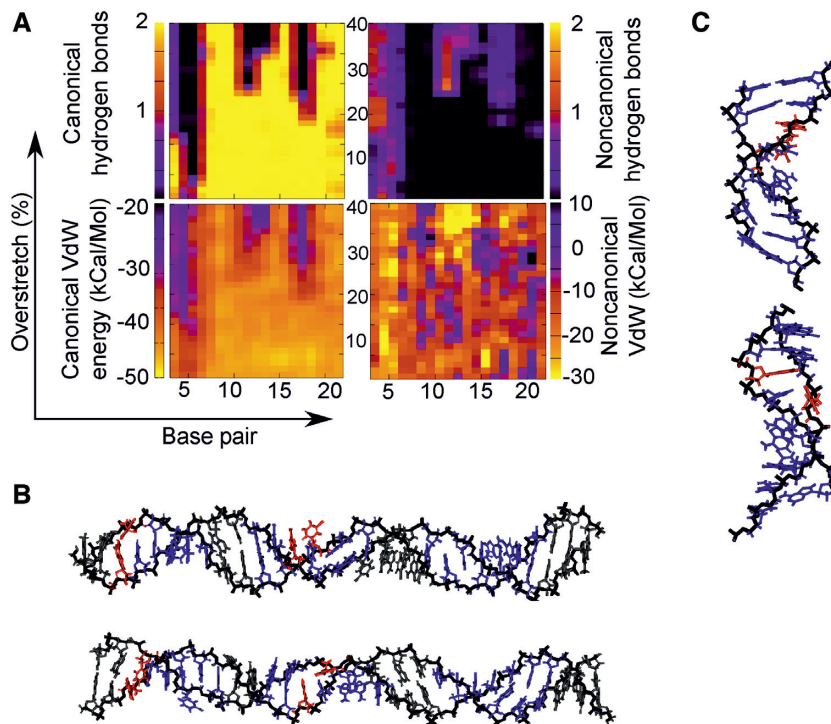 A
Canonical
hydrogen bonds
2
1
40
30
20
10
2
1
Noncanonical
hydrogen bonds
Overstretch (%)
Canonical VdW
energy (kCal/Mol)
-20
-30
-40
-50
40
30
20
10
10
0
-10
-20
-30
Noncanonical
VdW (kCal/Mol)
5 10 15 20
5 10 15 20
Base pair
B
C